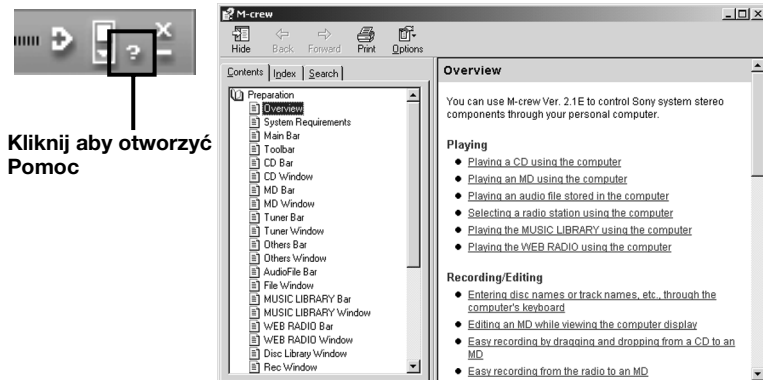 ?
Kliknij aby otworzyć
Pomoc
M-crew
Hide Back Forward Print Options
Contents Index Search
Preparation
Overview
System Requirements
Main Bar
Toolbar
CD Bar
CD Window
MD Bar
MD Window
Tuner Bar
Tuner Window
Others Bar
Others Window
AudioFile Bar
File Window
MUSIC LIBRARY Bar
MUSIC LIBRARY Window
WEB RADIO Bar
WEB RADIO Window
Disc Library Window
Rec Window
Overview
You can use M-crew Ver. 2.1E to control Sony system stereo
components through your personal computer.
Playing
Playing a CD using the computer
Playing an MD using the computer
Playing an audio file stored in the computer
Selecting a radio station using the computer
Playing the MUSIC LIBRARY using the computer
Playing the WEB RADIO using the computer
Recording/Editing
Entering disc names or track names, etc., through the
computer's keyboard
Editing an MD while viewing the computer display
Easy recording by dragging and dropping from a CD to an
MD
Easy recording from the radio to an MD